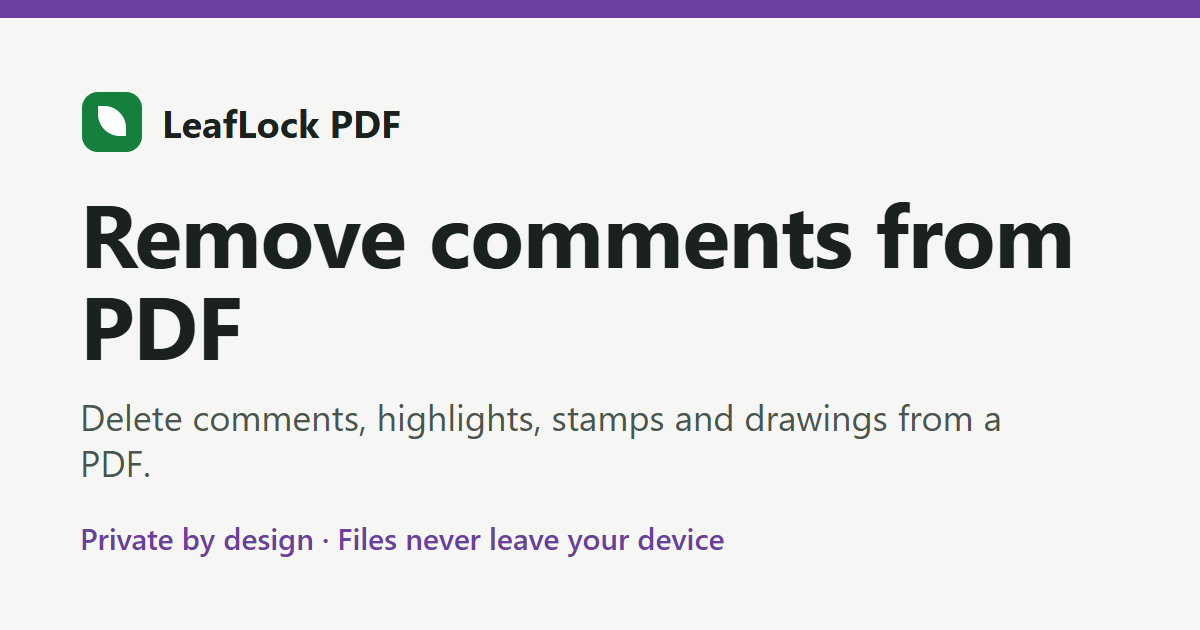 LeafLock PDF
Remove comments from
PDF
Delete comments, highlights, stamps and drawings from a
PDF.
Private by design · Files never leave your device